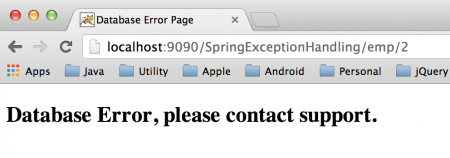 Database Error Page
localhost:9090/SpringExceptionHandling/emp/2
Apps Java Utility Apple Android Personal jQuery
Database Error, please contact support.